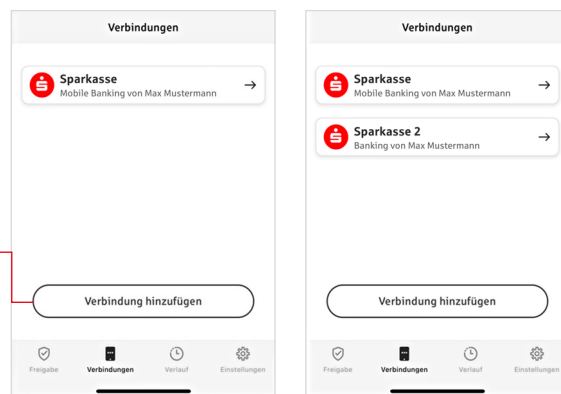 Verbindungen
Sparkasse
Mobile Banking von Max Mustermann
Verbindung hinzufügen
Freigabe Verbindungen Verlauf Einstellungen
Verbindungen
Sparkasse
Mobile Banking von Max Mustermann
Sparkasse 2
Banking von Max Mustermann
Verbindung hinzufügen
Freigabe Verbindungen Verlauf Einstellungen